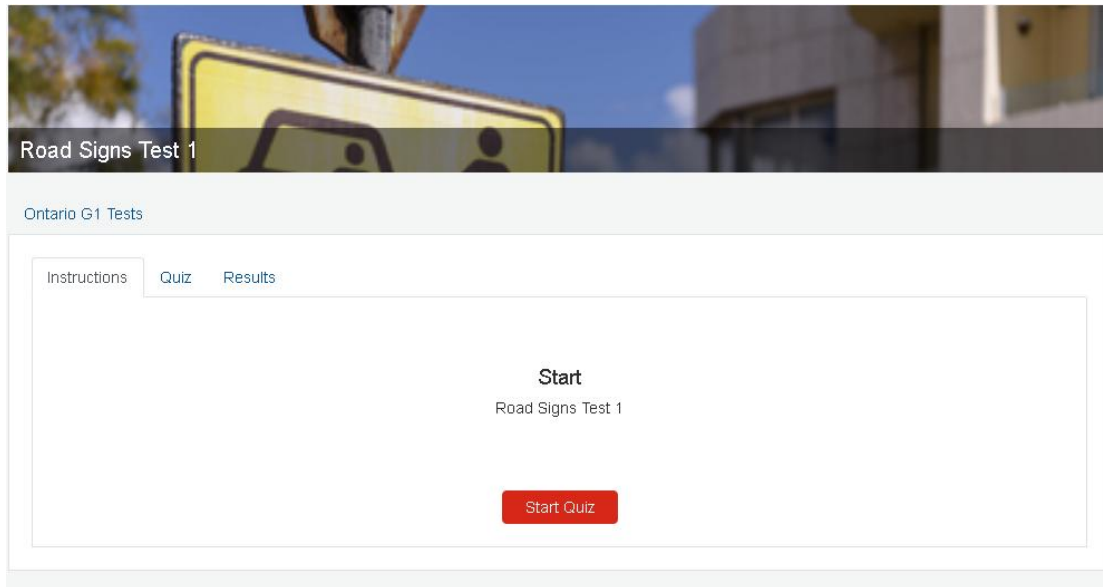 Road Signs Test 1
Ontario G1 Tests
Instructions Quiz Results
Start
Road Signs Test 1
Start Quiz